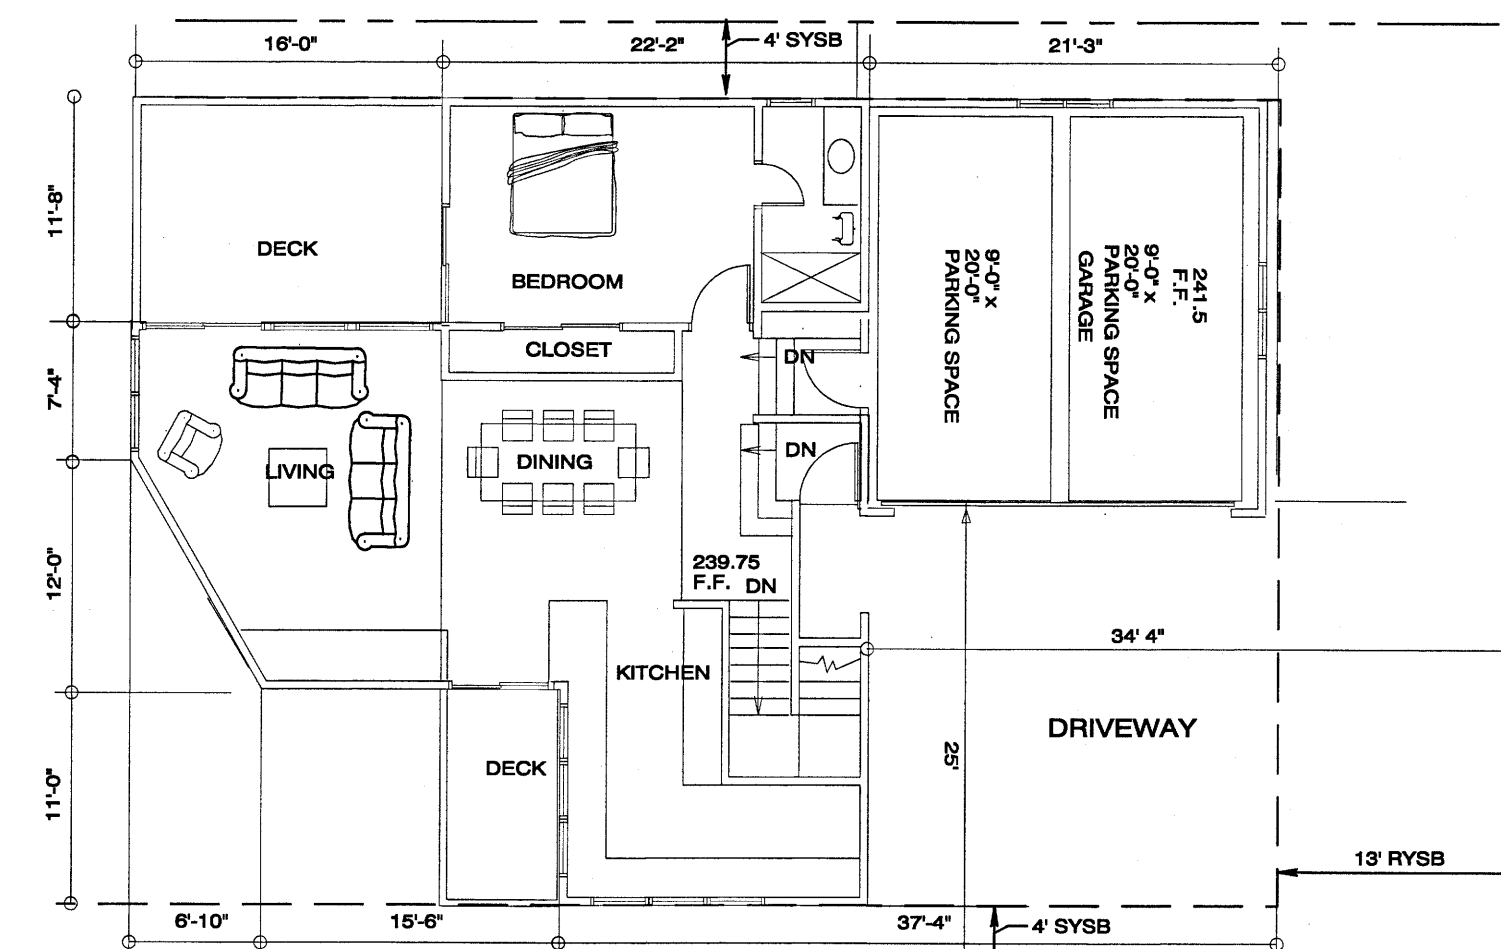 16'-0"
22'-2"
4' SYSB
21'-3"
11'-8"
DECK
BEDROOM
9'-0" x
20'-0"
PARKING SPACE
241.5
F.F.
9'-0" x
20'-0"
PARKING SPACE
GARAGE
7'-4"
CLOSET
DN
LIVING
DINING
DN
12'-0"
239.75
F.F. DN
34' 4"
KITCHEN
DRIVEWAY
25'
DECK
11'-0"
13' RYSB
6'-10"
15'-6"
37'-4"
4' SYSB